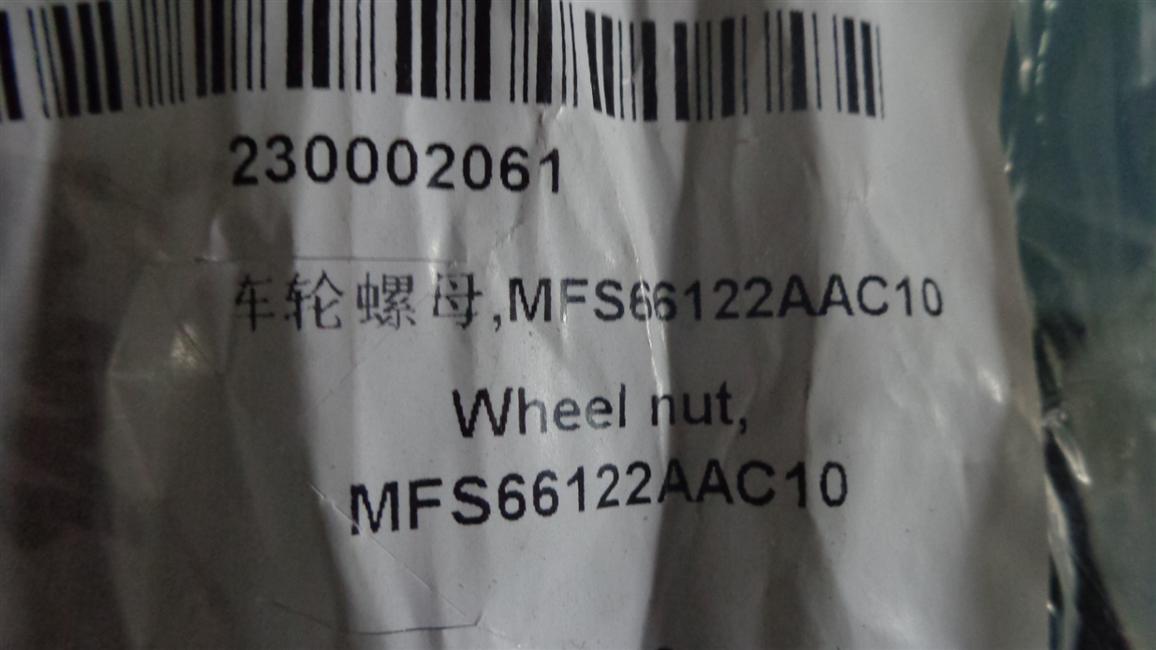 230002061
车轮螺母,MFS66122AAC10
Wheel nut,
MFS66122AAC10